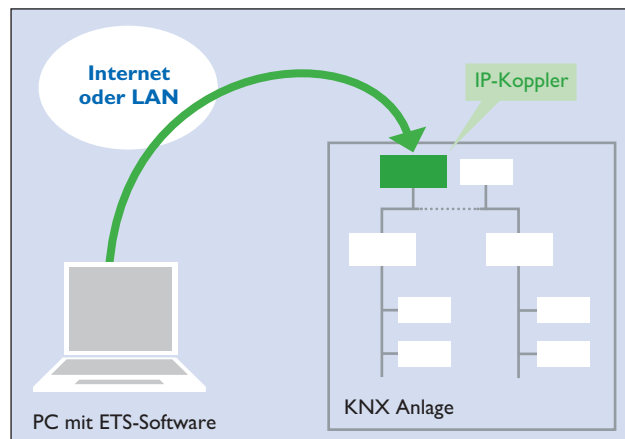 Internet
oder LAN
IP-Koppler
KNX Anlage
PC mit ETS-Software